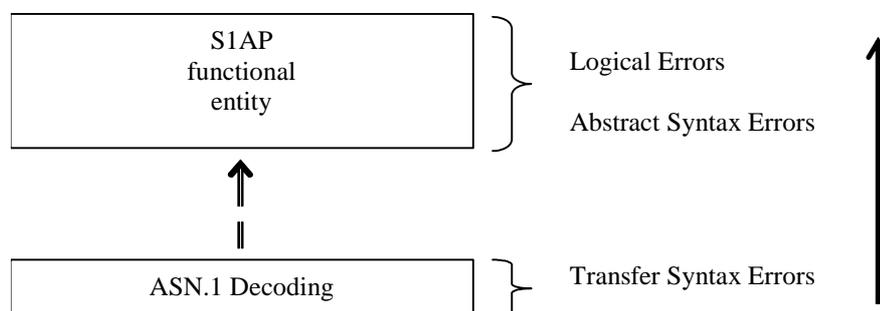 S1AP
functional
entity
Logical Errors
Abstract Syntax Errors
ASN.1 Decoding
Transfer Syntax Errors